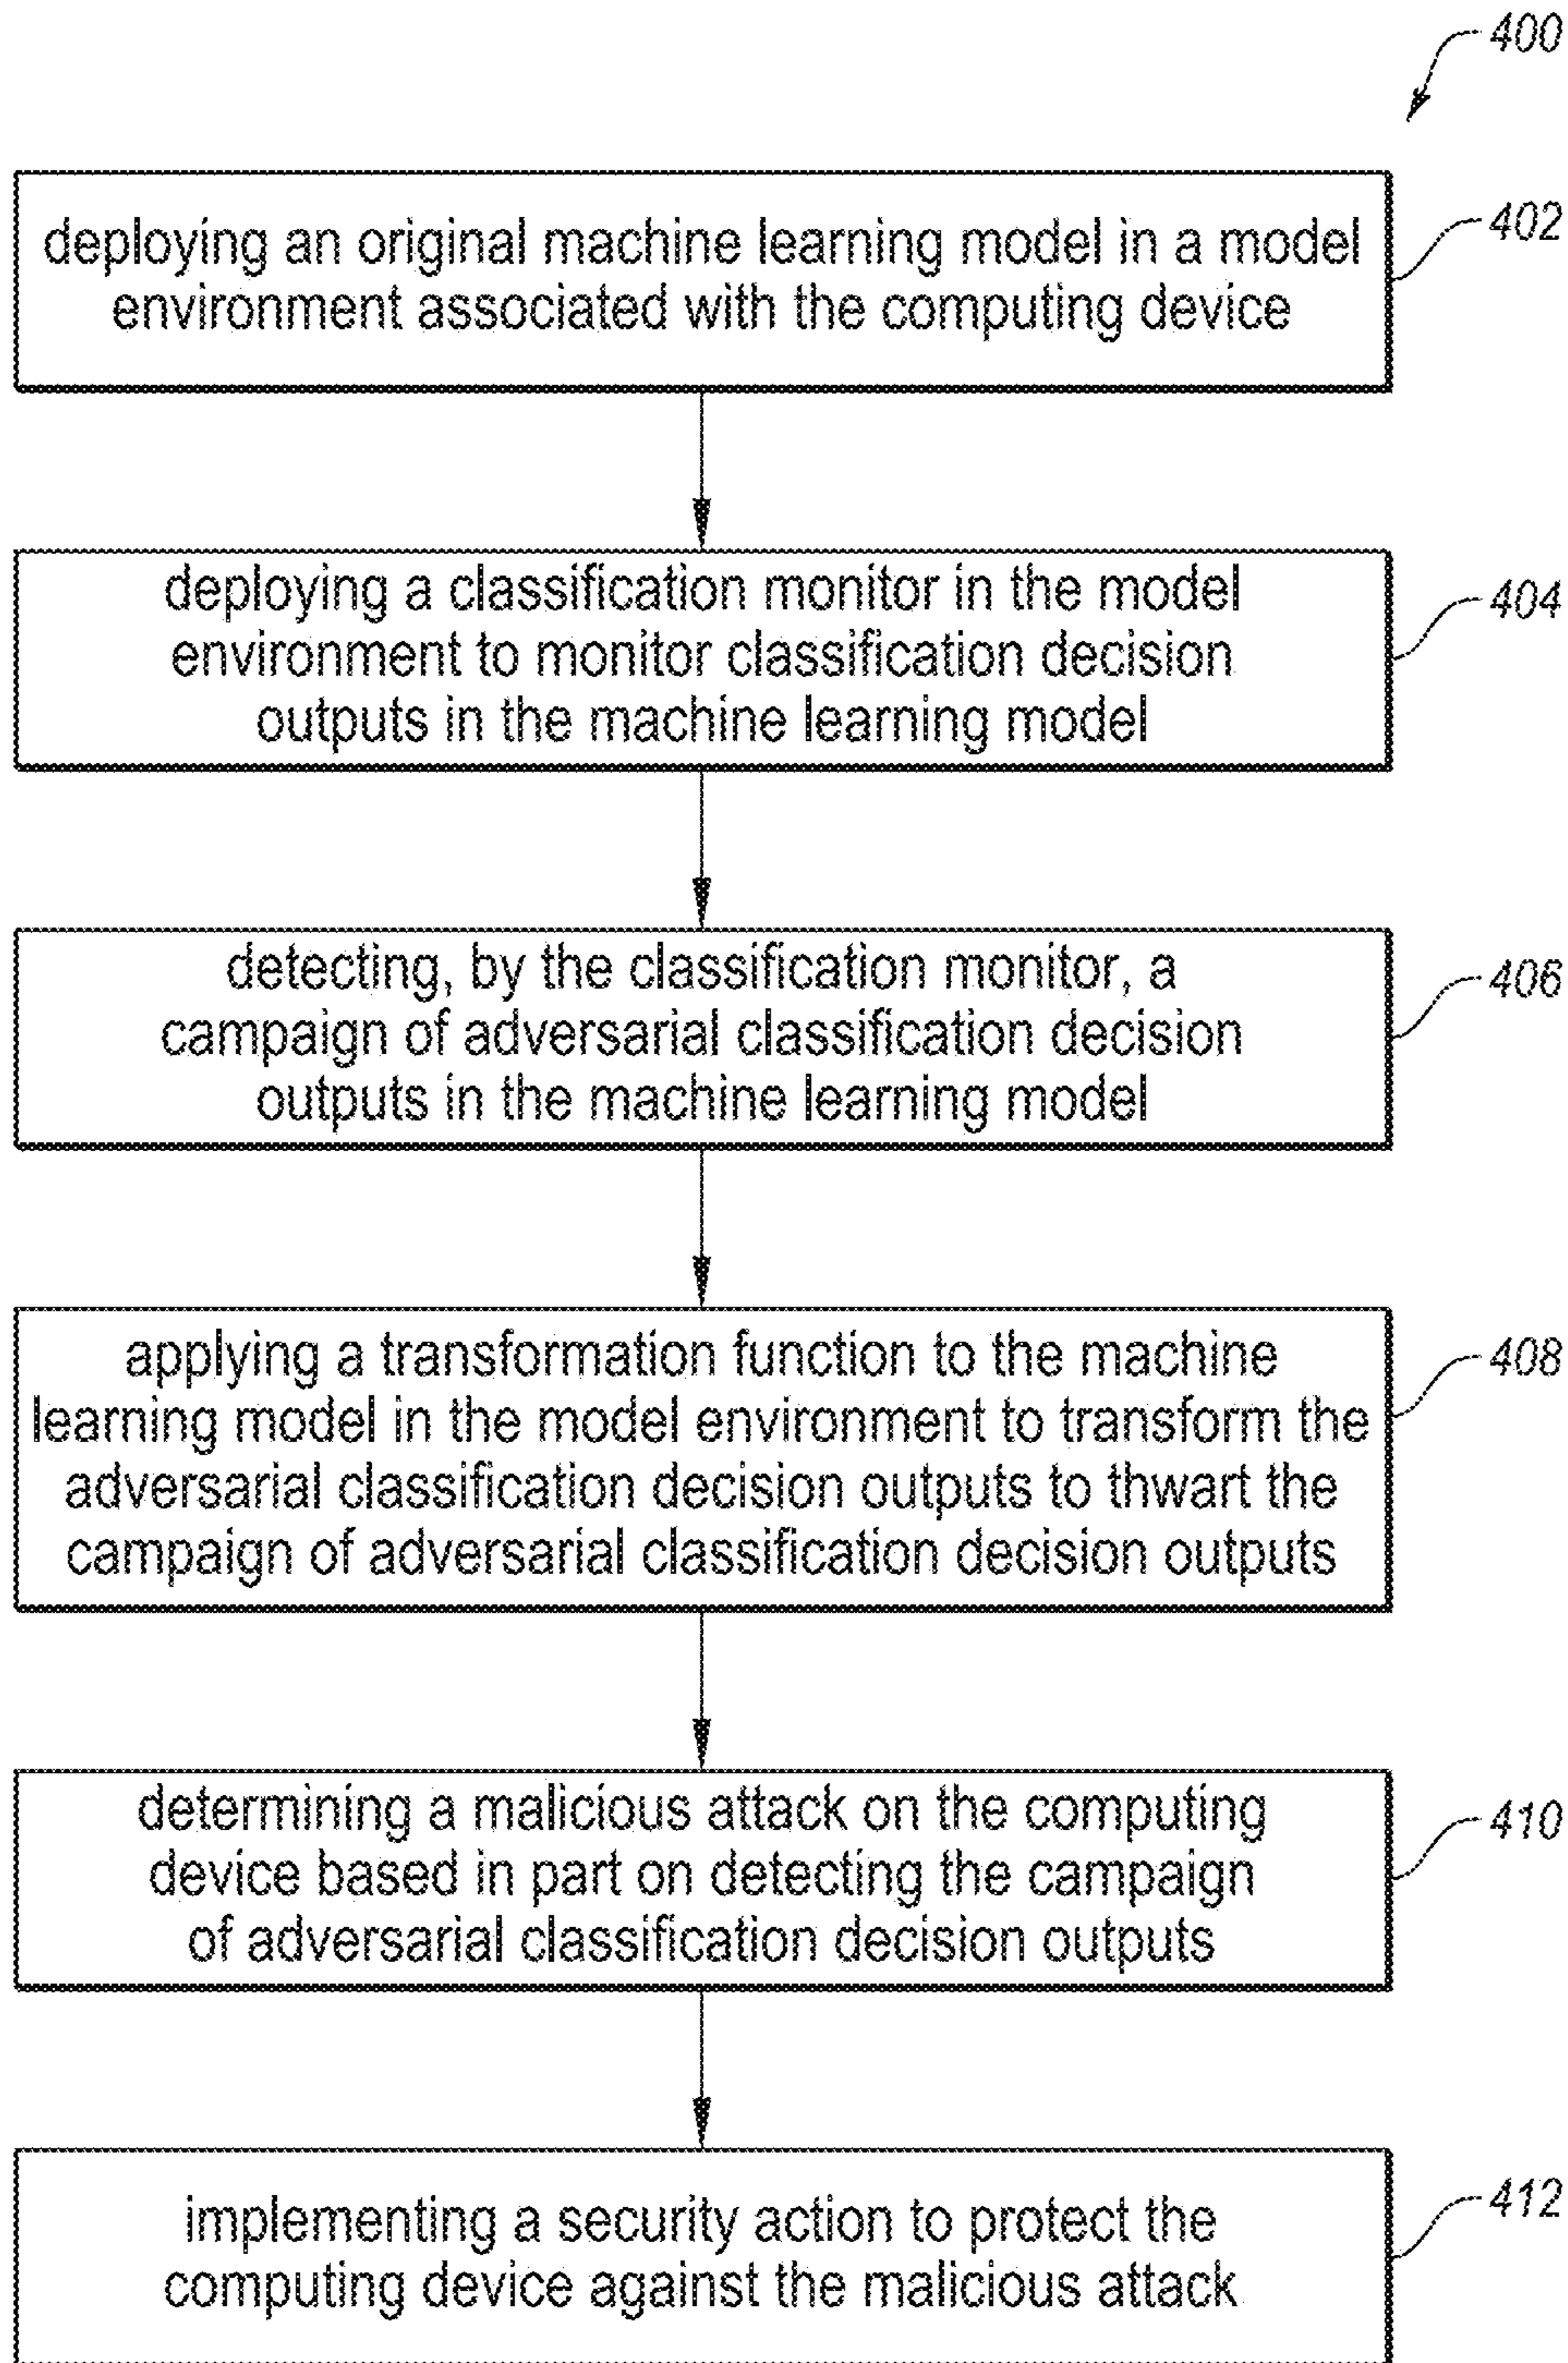 400
deploying an original machine learning model in a model
environment associated with the computing device
402
deploying a classification monitor in the model
environment to monitor classification decision
outputs in the machine learning model
404
detecting, by the classification monitor, a
campaign of adversarial classification decision
outputs in the machine learning model
406
applying a transformation function to the machine
learning model in the model environment to transform the
adversarial classification decision outputs to thwart the
campaign of adversarial classification decision outputs
408
determining a malicious attack on the computing
device based in part on detecting the campaign
of adversarial classification decision outputs
410
implementing a security action to protect the
computing device against the malicious attack
412